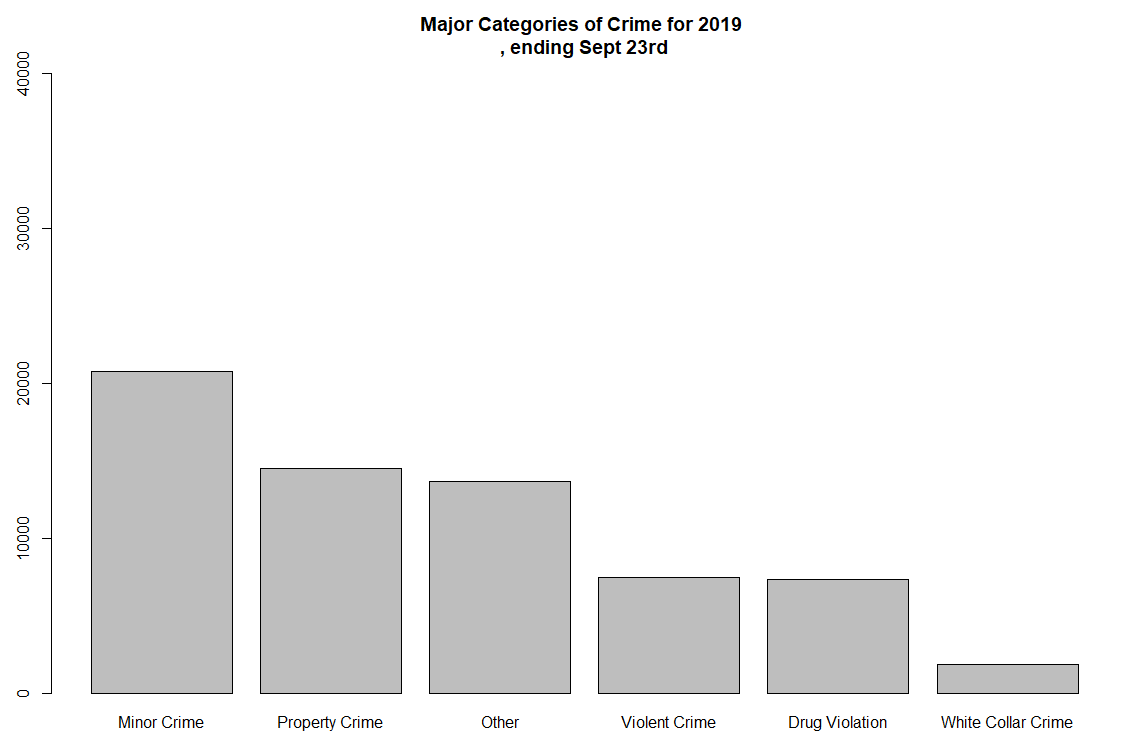 Major Categories of Crime for 2019
, ending Sept 23rd
40000
30000
20000
10000
0
Minor Crime
Property Crime
Other
Violent Crime
Drug Violation
White Collar Crime